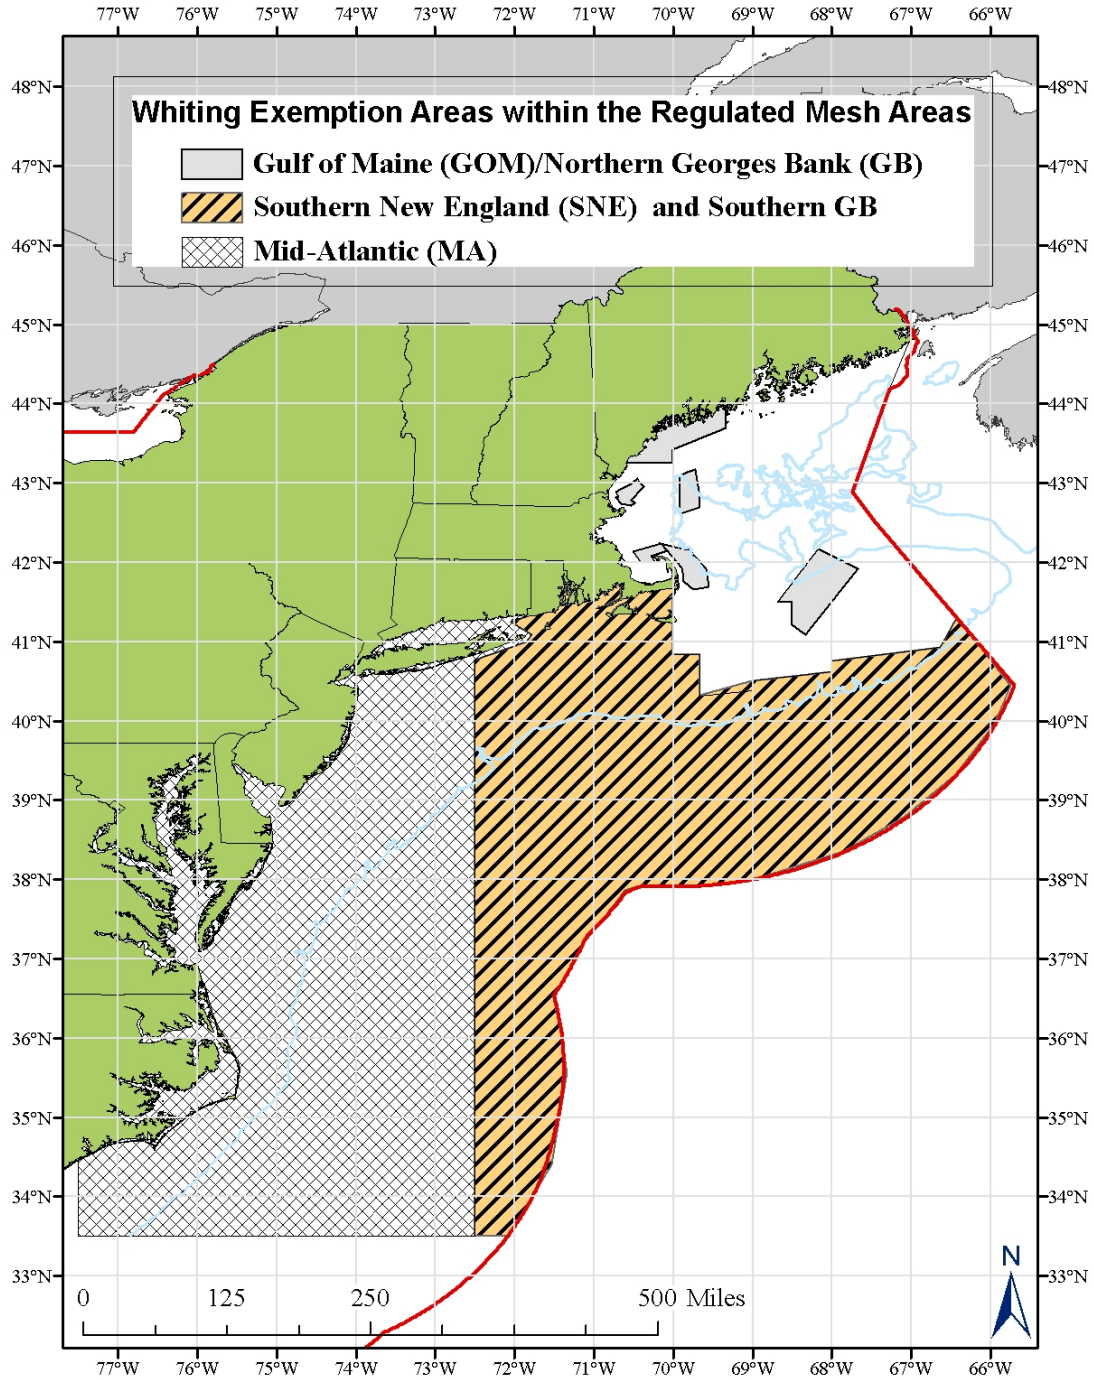 77°W 76°W 75°W 74°W 73°W 72°W 71°W 70°W 69°W 68°W 67°W 66°W
48°N 48°N
Whiting Exemption Areas within the Regulated Mesh Areas
Gulf of Maine (GOM)/Northern Georges Bank (GB)
47°N 47°N
Southern New England (SNE) and Southern GB
46°N 46°N
Mid-Atlantic (MA)
45°N 45°N
44°N 44°N
43°N 43°N
42°N 42°N
41°N 41°N
40°N 40°N
39°N 39°N
38°N 38°N
37°N 37°N
36°N 36°N
35°N 35°N
34°N 34°N
N
33°N 33°N
0 125 250 500 Miles
77°W 76°W 75°W 74°W 73°W 72°W 71°W 70°W 69°W 68°W 67°W 66°W